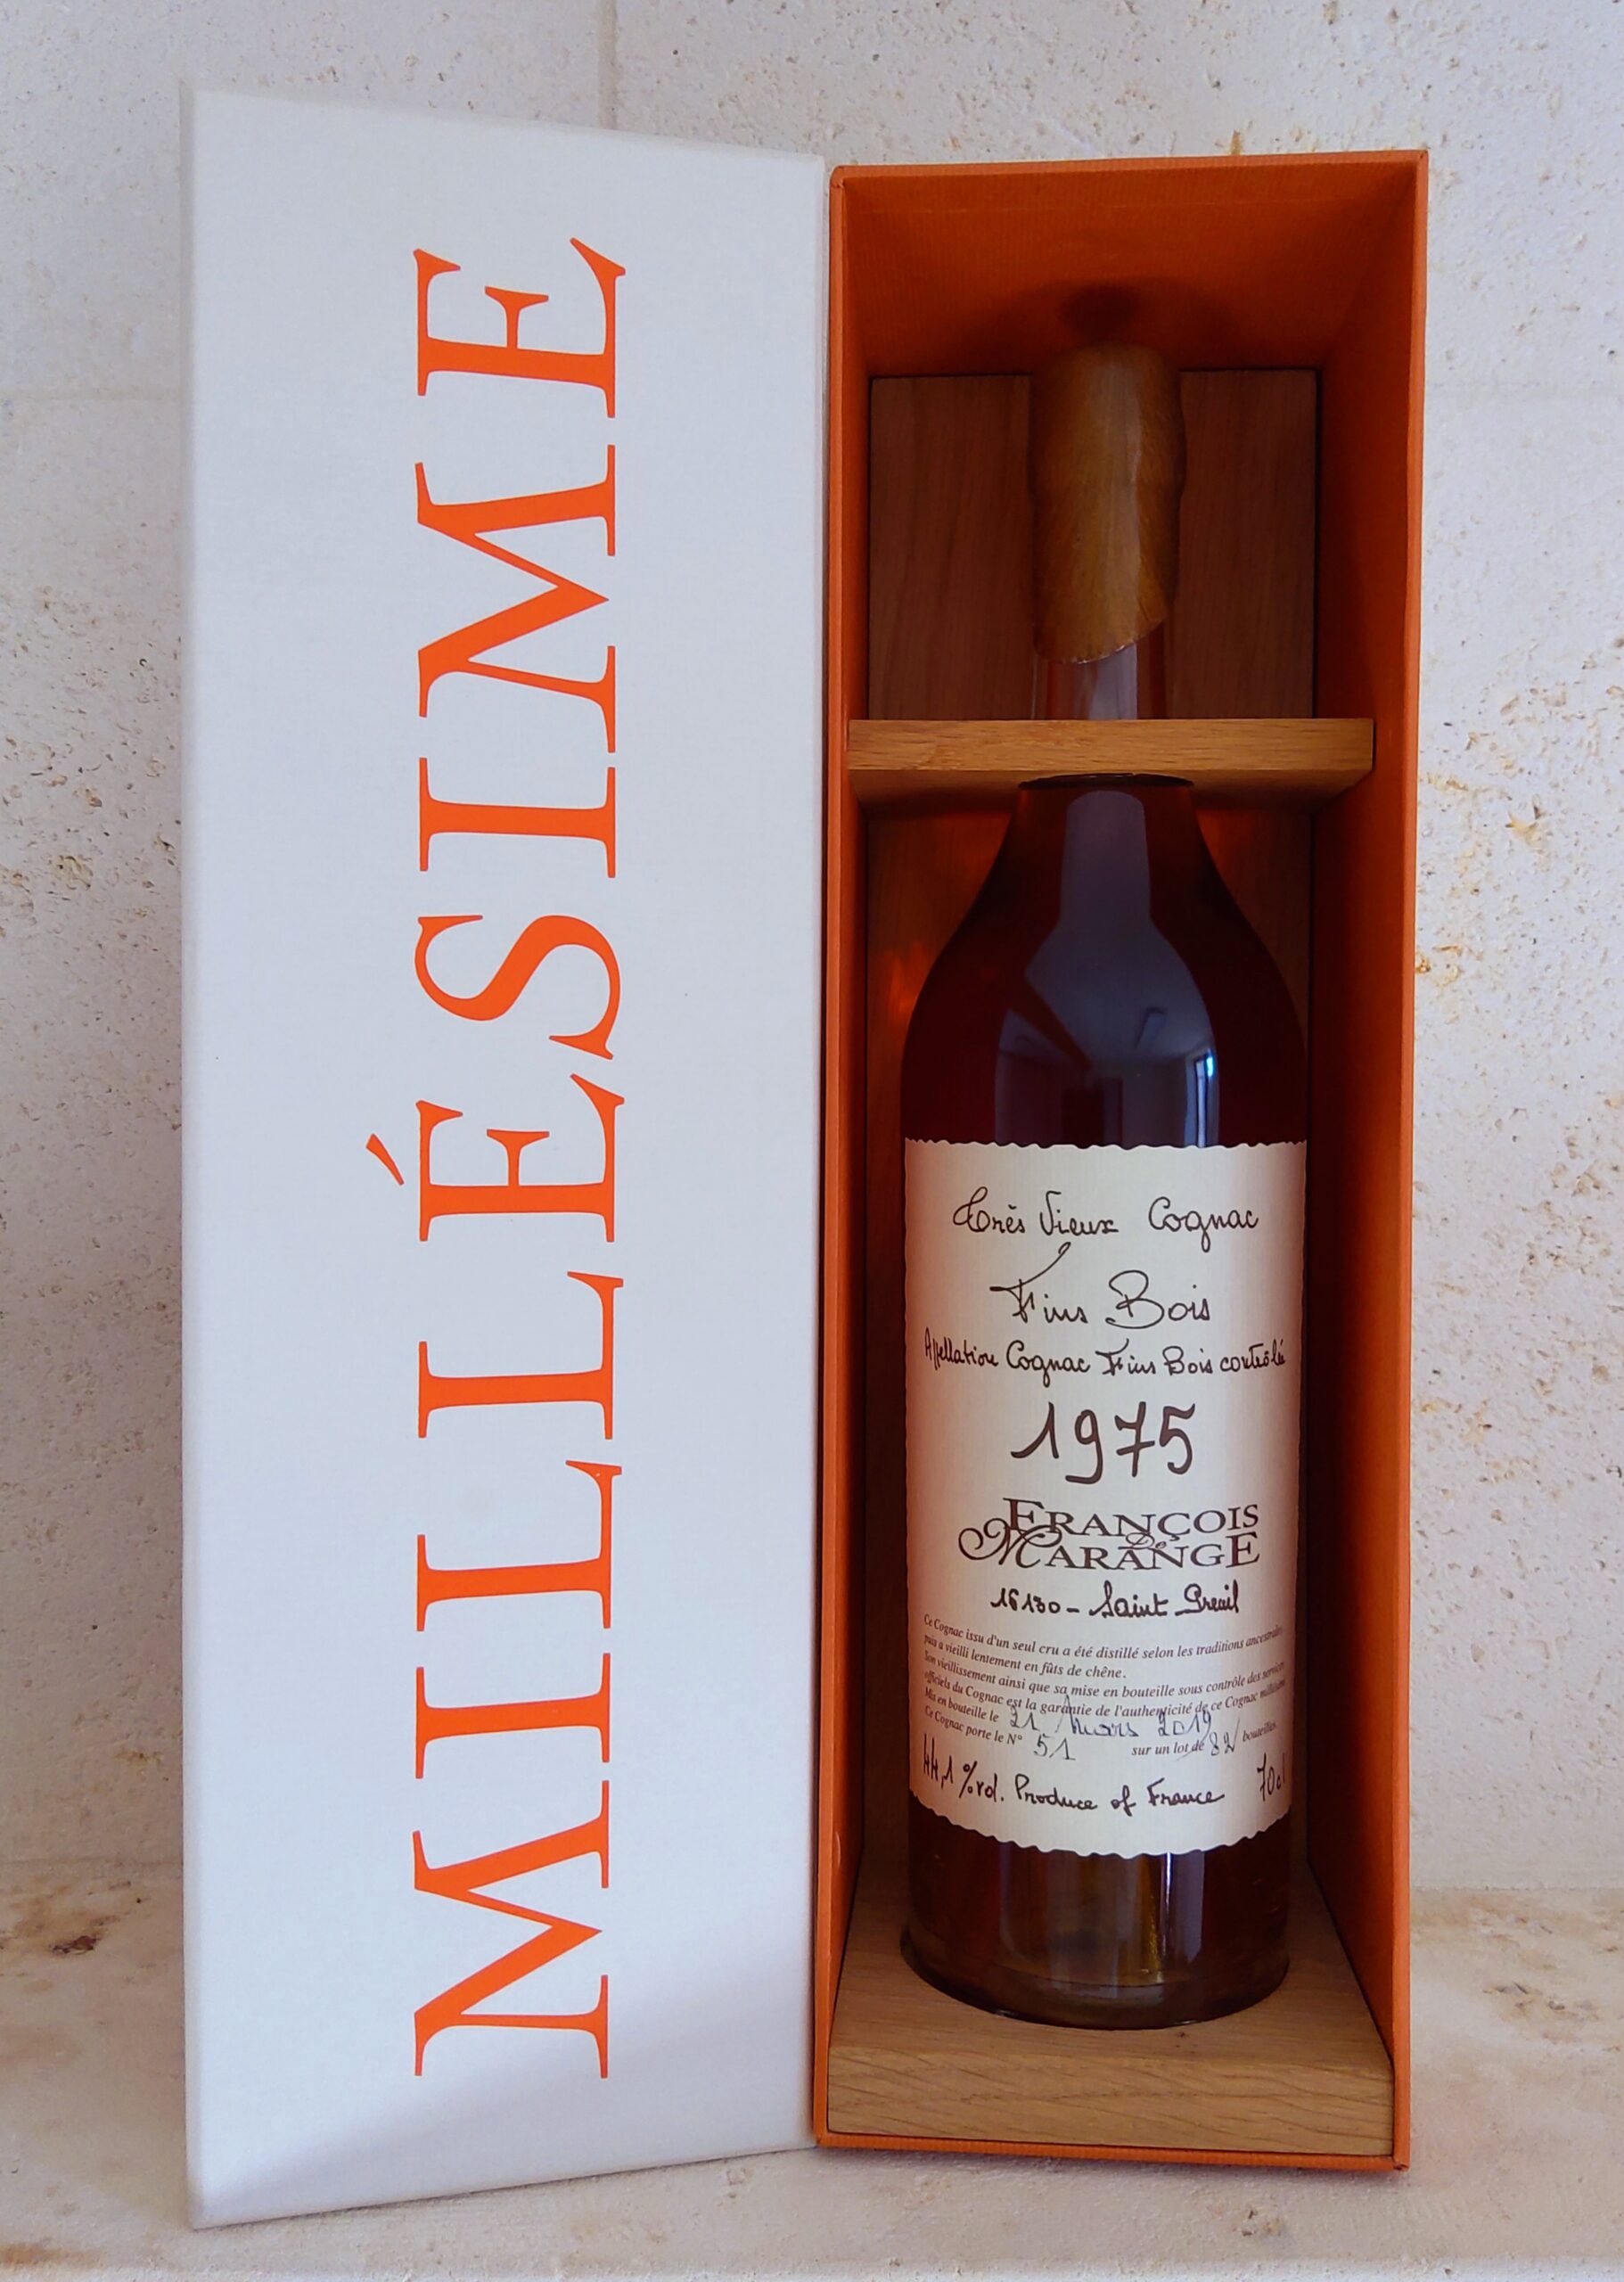 MILLÉSIME
Très Vieux Cognac
Fins Bois
Appellation Cognac Fins Bois contrôlée
1975
FRANÇOIS
De
MARANGE
16130 - Saint Preuil
Ce Cognac issu d'un seul cru a été distillé selon les traditions ancestrales
puis a vieilli lentement en fûts de chêne.
Son vieillissement ainsi que sa mise en bouteille sous contrôle des services
officiels du Cognac est la garantie de l'authenticité de ce Cognac millésimé
Mis en bouteille le 21 Mars 2019
Ce Cognac porte le N° 51 sur un lot de 82 bouteilles
44,1 %vol. Produce of France 70cl